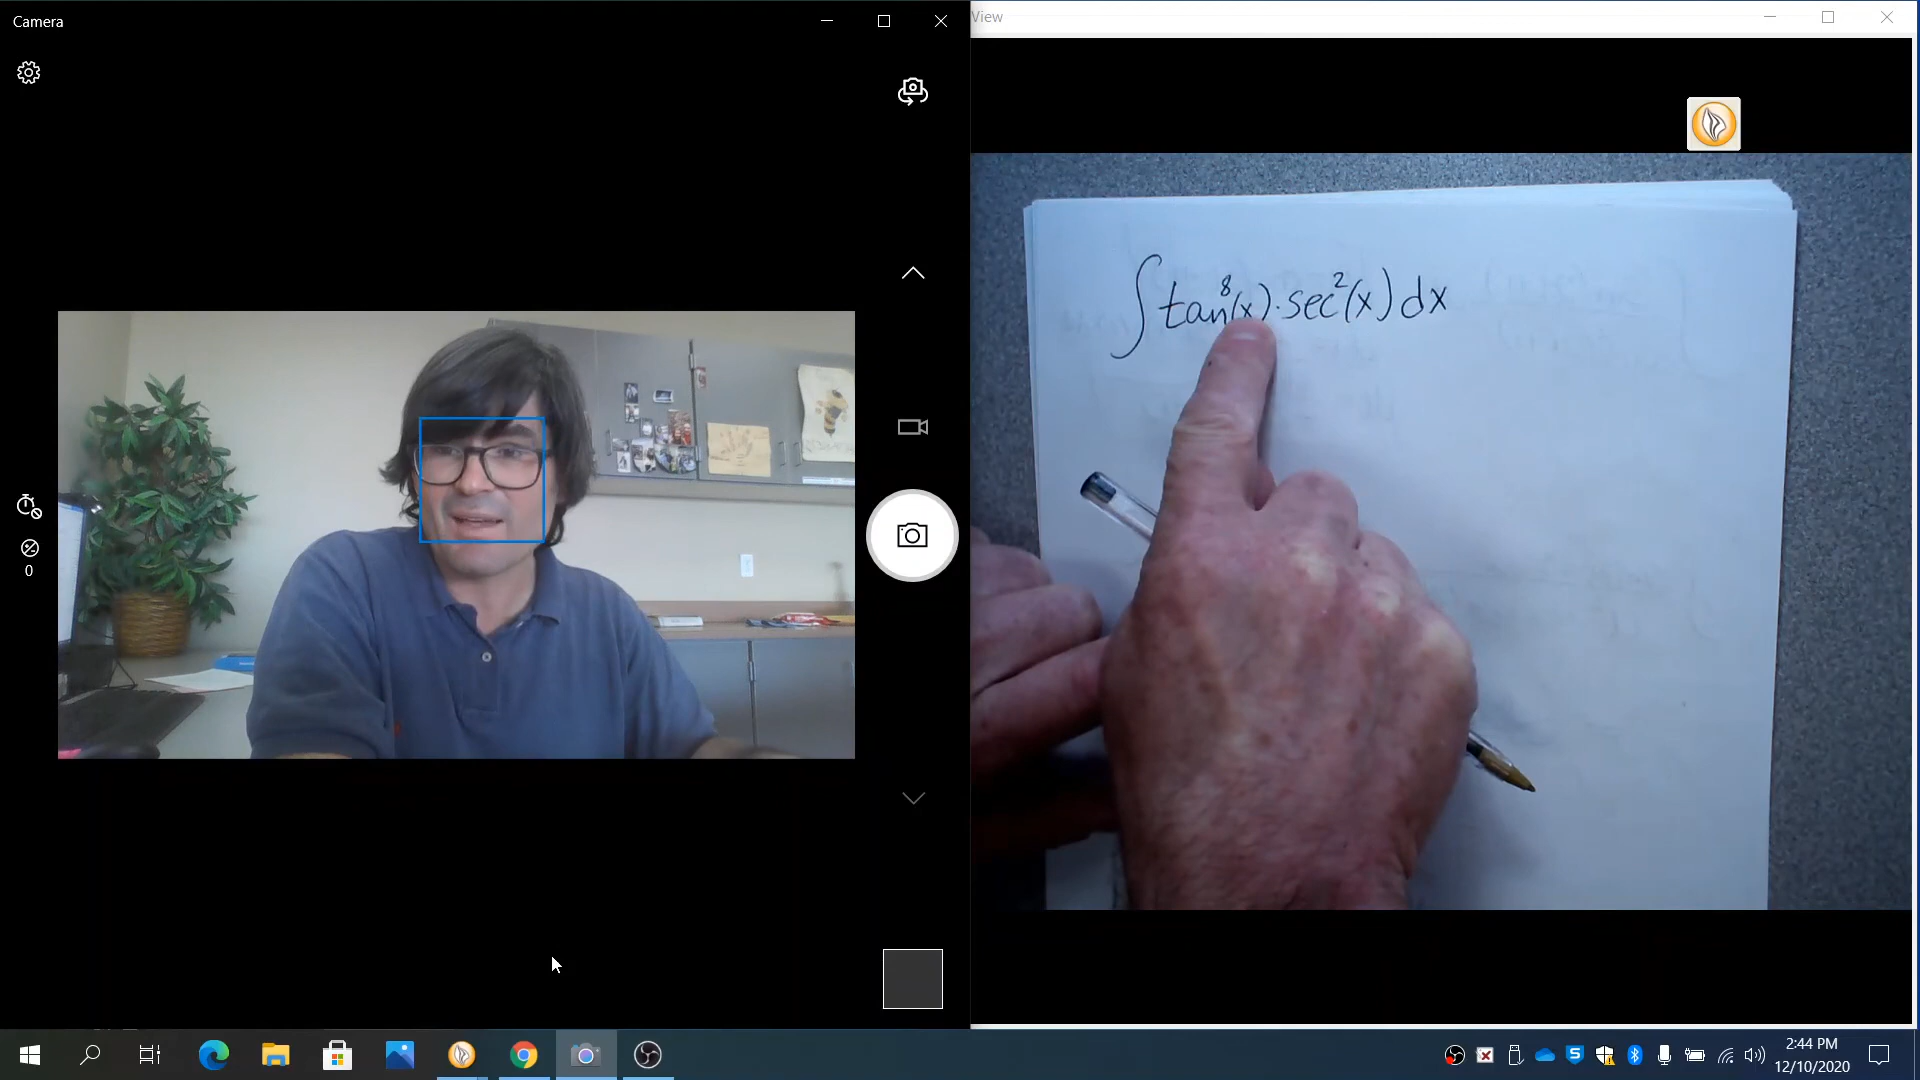 Camera
View
∫tan⁸(x)·sec²(x)dx
0
2:44 PM
12/10/2020